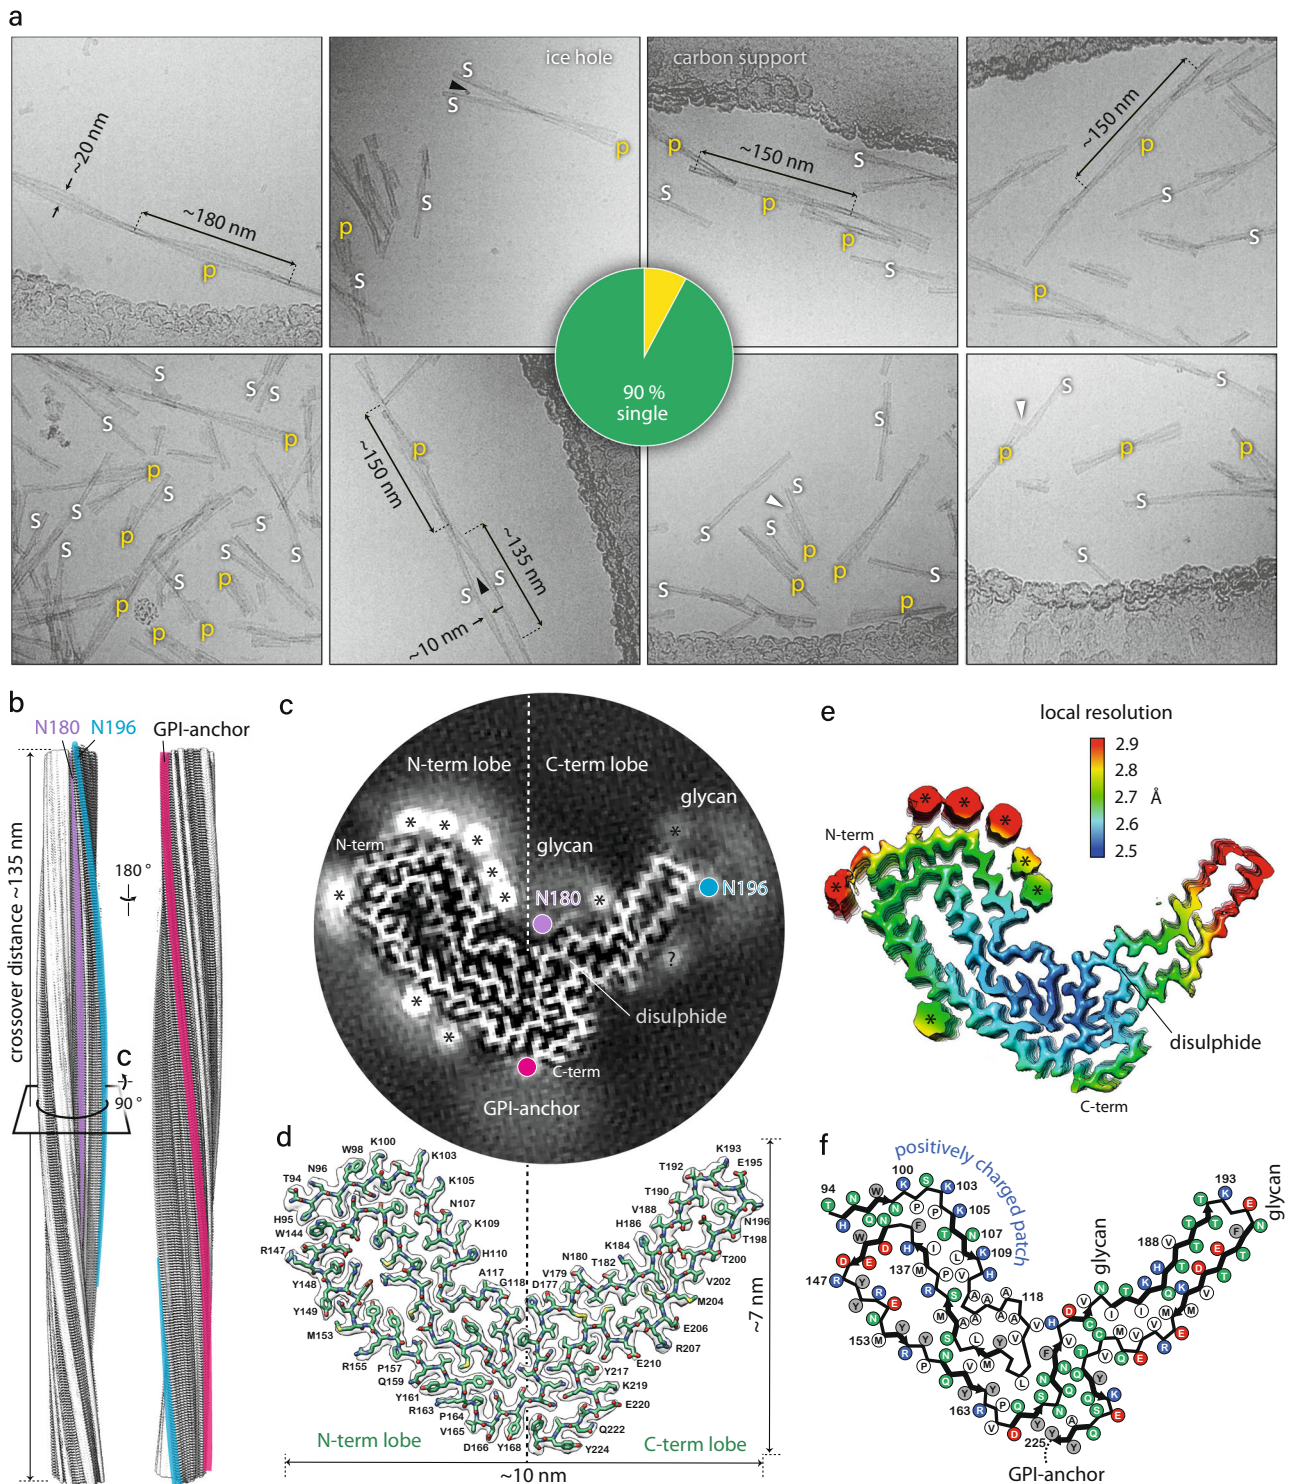 a
ice hole
carbon support
~20 nm
~180 nm
p
S
S
p
p
S
S
p
~150 nm
S
S
p
p
S
~150 nm
p
S
S
p
90 %
single
S
S
S
S
p
p
S
S
S
p
S
S
S
S
p
p
p
p
p
~150 nm
~135 nm
S
S
~10 nm
S
S
S
S
p
p
p
S
p
S
S
p
p
p
S
S
b
N180 N196
GPI-anchor
crossover distance ~135 nm
180 °
c
90 °
c
N-term lobe
C-term lobe
glycan
N-term
glycan
N180
N196
?
disulphide
C-term
GPI-anchor
e
local resolution
2.9
2.8
2.7
2.6
2.5
Å
N-term
disulphide
C-term
d
K100
W98
N96
T94
H95
W144
R147
Y148
Y149
M153
R155
P157
Q159
Y161
R163
P164
V165
D166
Y168
K103
K105
N107
K109
H110
A117
G118
D177
V179
N180
T182
K184
H186
V188
T190
T192
K193
E195
N196
T198
T200
V202
M204
E206
R207
E210
Y217
K219
E220
Q222
Y224
N-term lobe
C-term lobe
~7 nm
~10 nm
f
positively charged patch
94
100
103
105
107
109
118
137
147
153
163
188
193
225
glycan
glycan
GPI-anchor